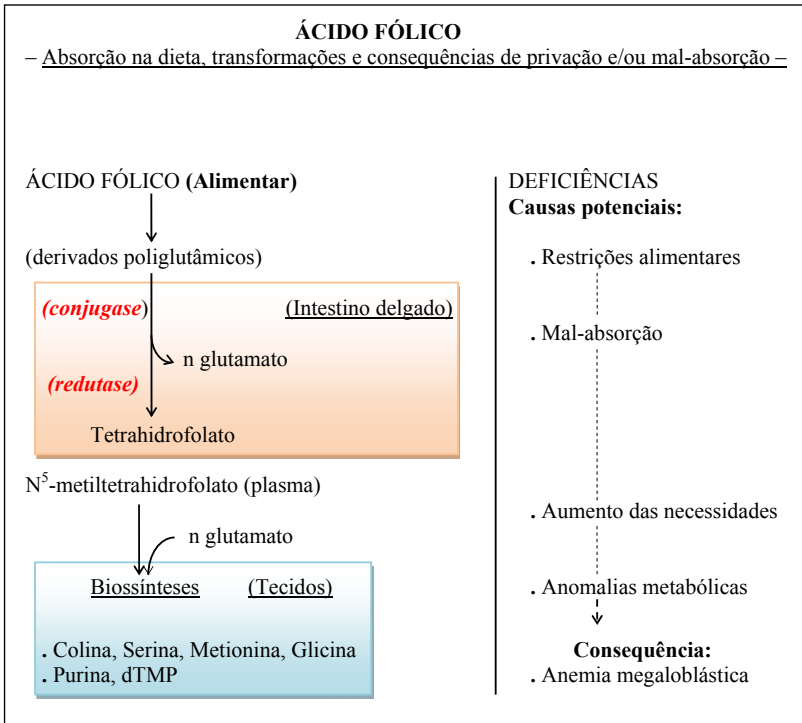 ÁCIDO FÓLICO
– Absorção na dieta, transformações e consequências de privação e/ou mal-absorção –
ÁCIDO FÓLICO (Alimentar)
(derivados poliglutâmicos)
(conjugase)
(Intestino delgado)
n glutamato
(redutase)
Tetrahidrofolato
N⁵-metiltetrahidrofolato (plasma)
n glutamato
Biossínteses (Tecidos)
. Colina, Serina, Metionina, Glicina
. Purina, dTMP
DEFICIÊNCIAS
Causas potenciais:
. Restrições alimentares
. Mal-absorção
. Aumento das necessidades
. Anomalias metabólicas
Consequência:
. Anemia megaloblástica